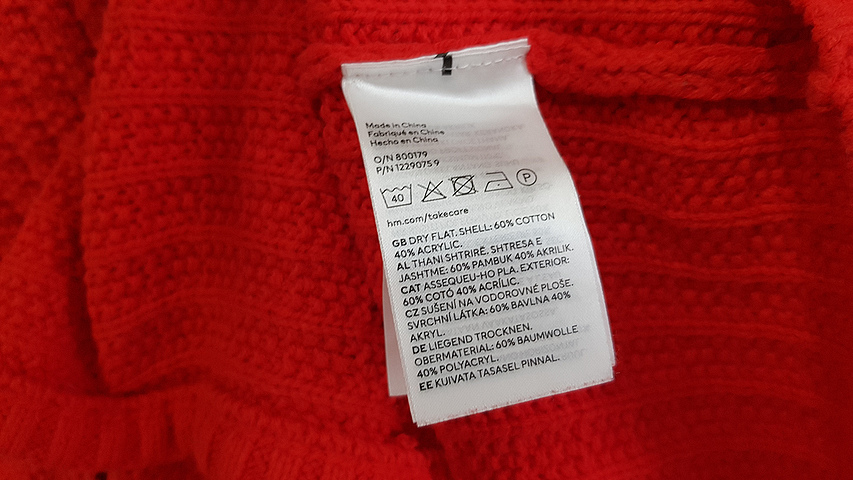 Made in China
Fabriqué en Chine
Hecho en China
O/N 800179
P/N 1229075 9
40 P
hm.com/takecare
GB DRY FLAT. SHELL: 60% COTTON
40% ACRYLIC.
AL THANI SHTRIRË. SHTRESA E
JASHTME: 60% PAMBUK 40% AKRILIK.
CAT ASSEQUEU-HO PLA. EXTERIOR:
60% COTÓ 40% ACRÍLIC.
CZ SUŠENÍ NA VODOROVNÉ PLOŠE.
SVRCHNÍ LÁTKA: 60% BAVLNA 40%
AKRYL.
DE LIEGEND TROCKNEN.
OBERMATERIAL: 60% BAUMWOLLE
40% POLYACRYL.
EE KUIVATA TASASEL PINNAL.